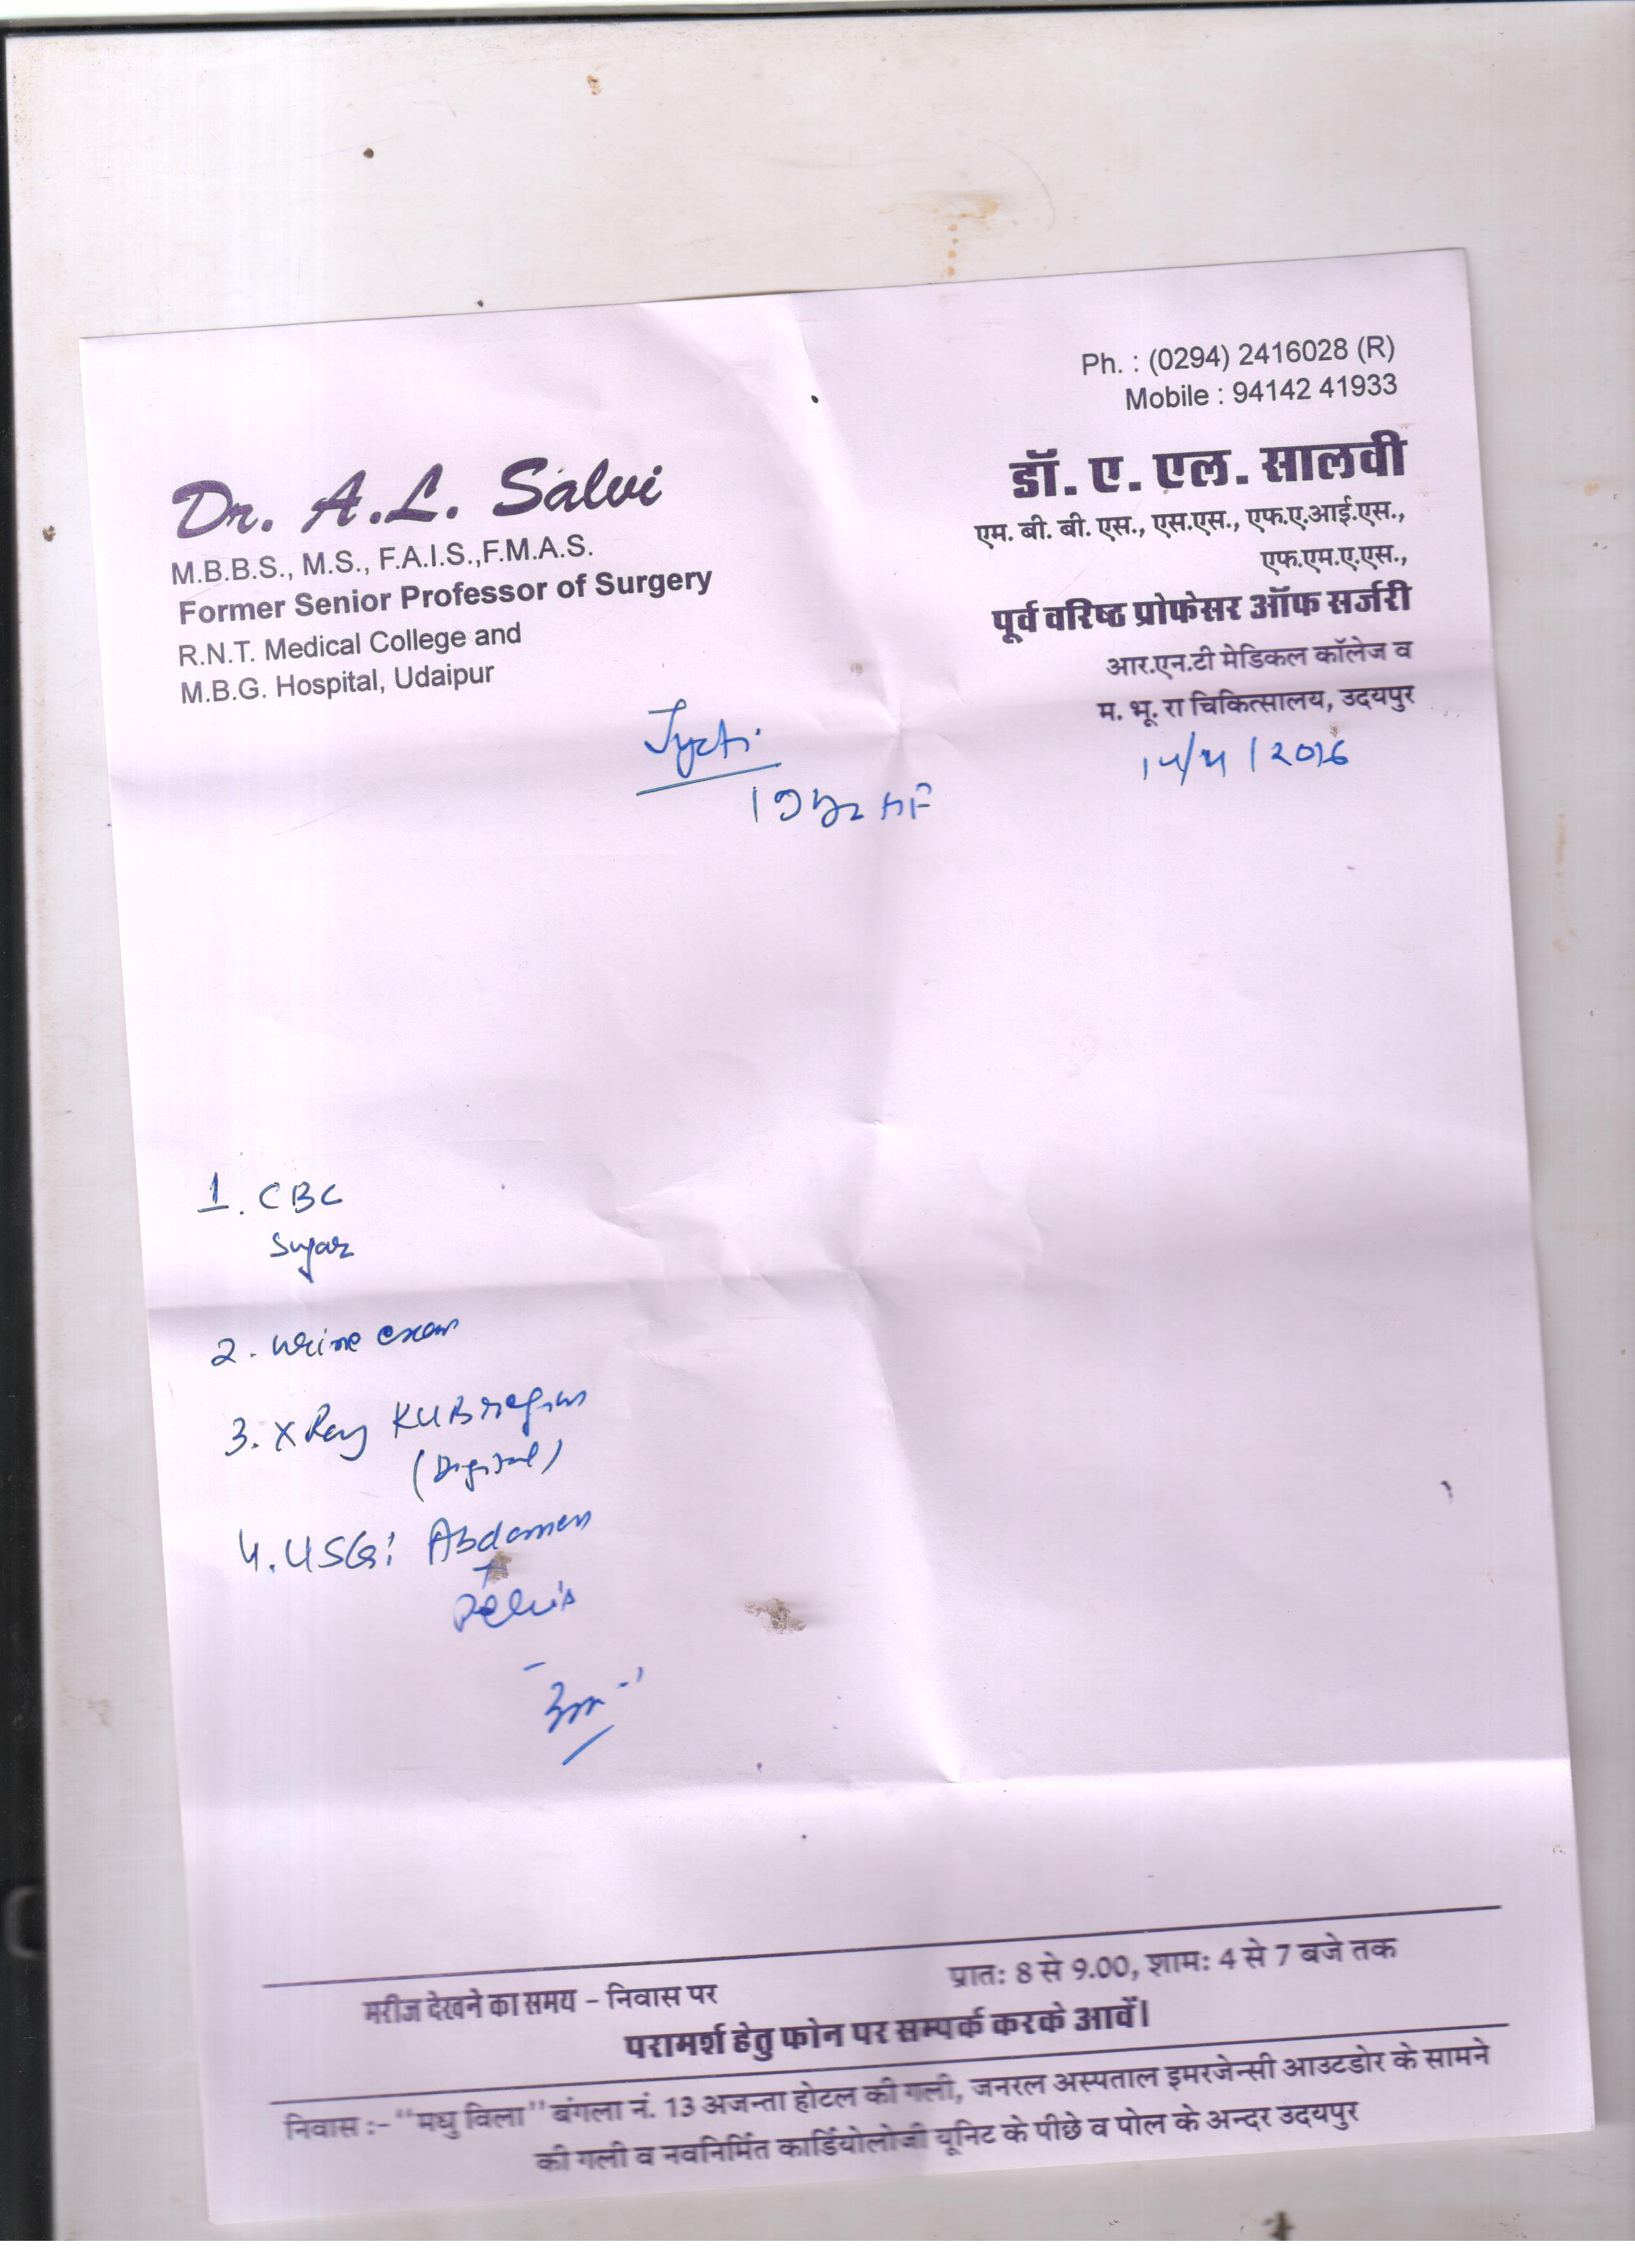 Ph. : (0294) 2416028 (R)
Mobile : 94142 41933
Dr. A.L. Salvi
M.B.B.S., M.S., F.A.I.S.,F.M.A.S.
Former Senior Professor of Surgery
R.N.T. Medical College and
M.B.G. Hospital, Udaipur
डॉ. ए. एल. सालवी
एम. बी. बी. एस., एस.एस., एफ.ए.आई.एस.,
एफ.एम.ए.एस.,
पूर्व वरिष्ठ प्रोफेसर ऑफ सर्जरी
आर.एन.टी मेडिकल कॉलेज व
म. भू. रा चिकित्सालय, उदयपुर
Jyoti
1. CBC
Sugar
2. Urine exam
3. X Ray KUB region
(Digital)
4. USG: Abdomen
+
Pelvis
मरीज देखने का समय – निवास पर
प्रातः 8 से 9.00, शामः 4 से 7 बजे तक
परामर्श हेतु फोन पर सम्पर्क करके आवें।
निवास :- "मधु विला" बंगला नं. 13 अजन्ता होटल की गली, जनरल अस्पताल इमरजेन्सी आउटडोर के सामने
की गली व नवनिर्मित कार्डियोलोजी यूनिट के पीछे व पोल के अन्दर उदयपुर